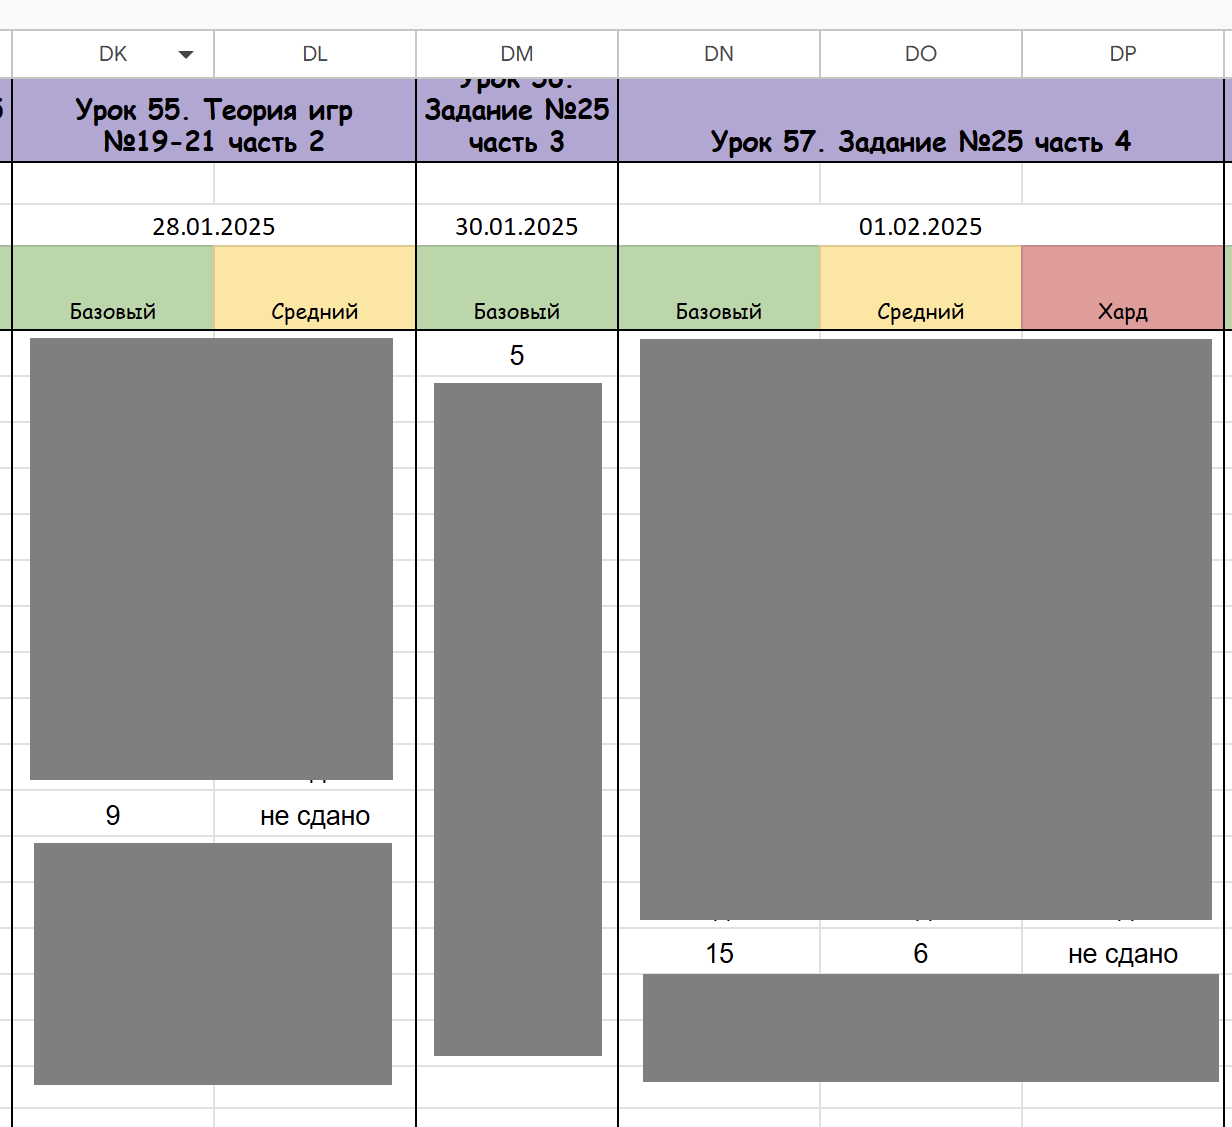 DK DL DM DN DO DP
Урок 55. Теория игр
№19-21 часть 2
Урок 56.
Задание №25
часть 3
Урок 57. Задание №25 часть 4
28.01.2025 30.01.2025 01.02.2025
Базовый Средний Базовый Базовый Средний Хард
5
9 не сдано
15 6 не сдано